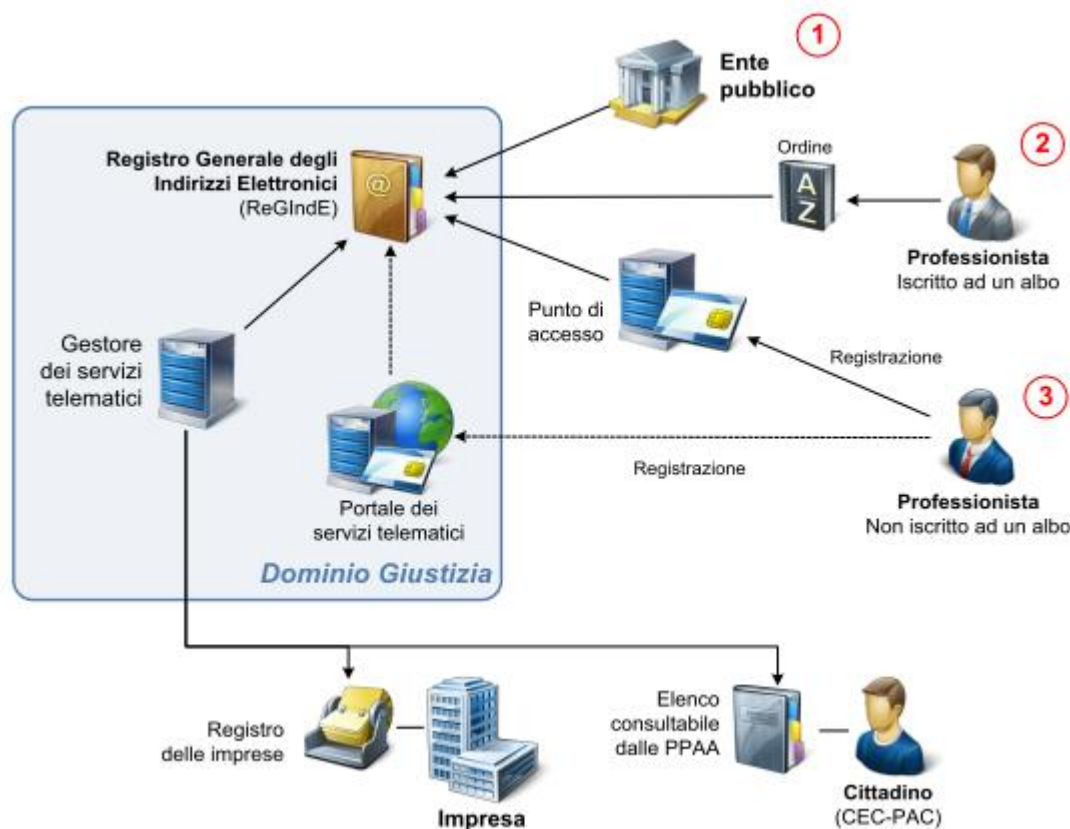 1
Ente
pubblico
2
Ordine
A
Z
Professionista
Iscritto ad un albo
Registro Generale degli
Indirizzi Elettronici
(ReGIndE)
@
Punto di
accesso
Registrazione
3
Gestore
dei servizi
telematici
Registrazione
Professionista
Non iscritto ad un albo
Portale dei
servizi telematici
Dominio Giustizia
Registro
delle imprese
Impresa
Elenco
consultabile
dalle PPAA
Cittadino
(CEC-PAC)